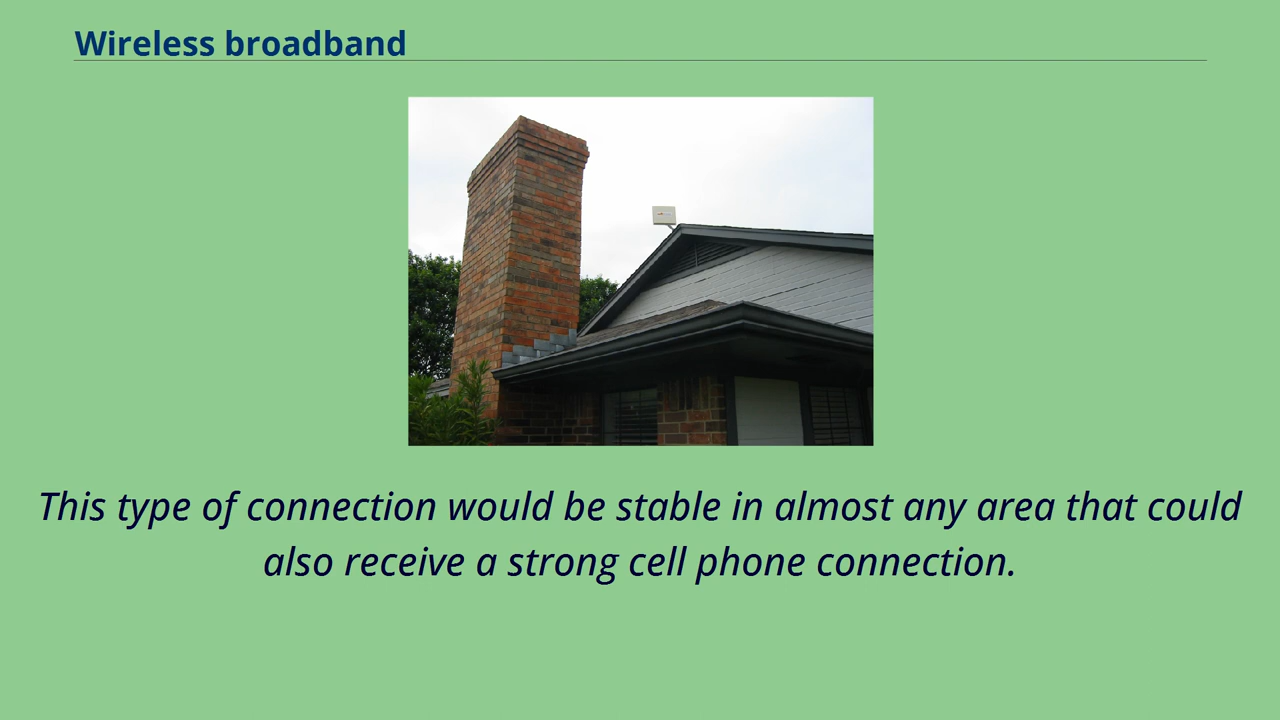 Wireless broadband
This type of connection would be stable in almost any area that could
also receive a strong cell phone connection.